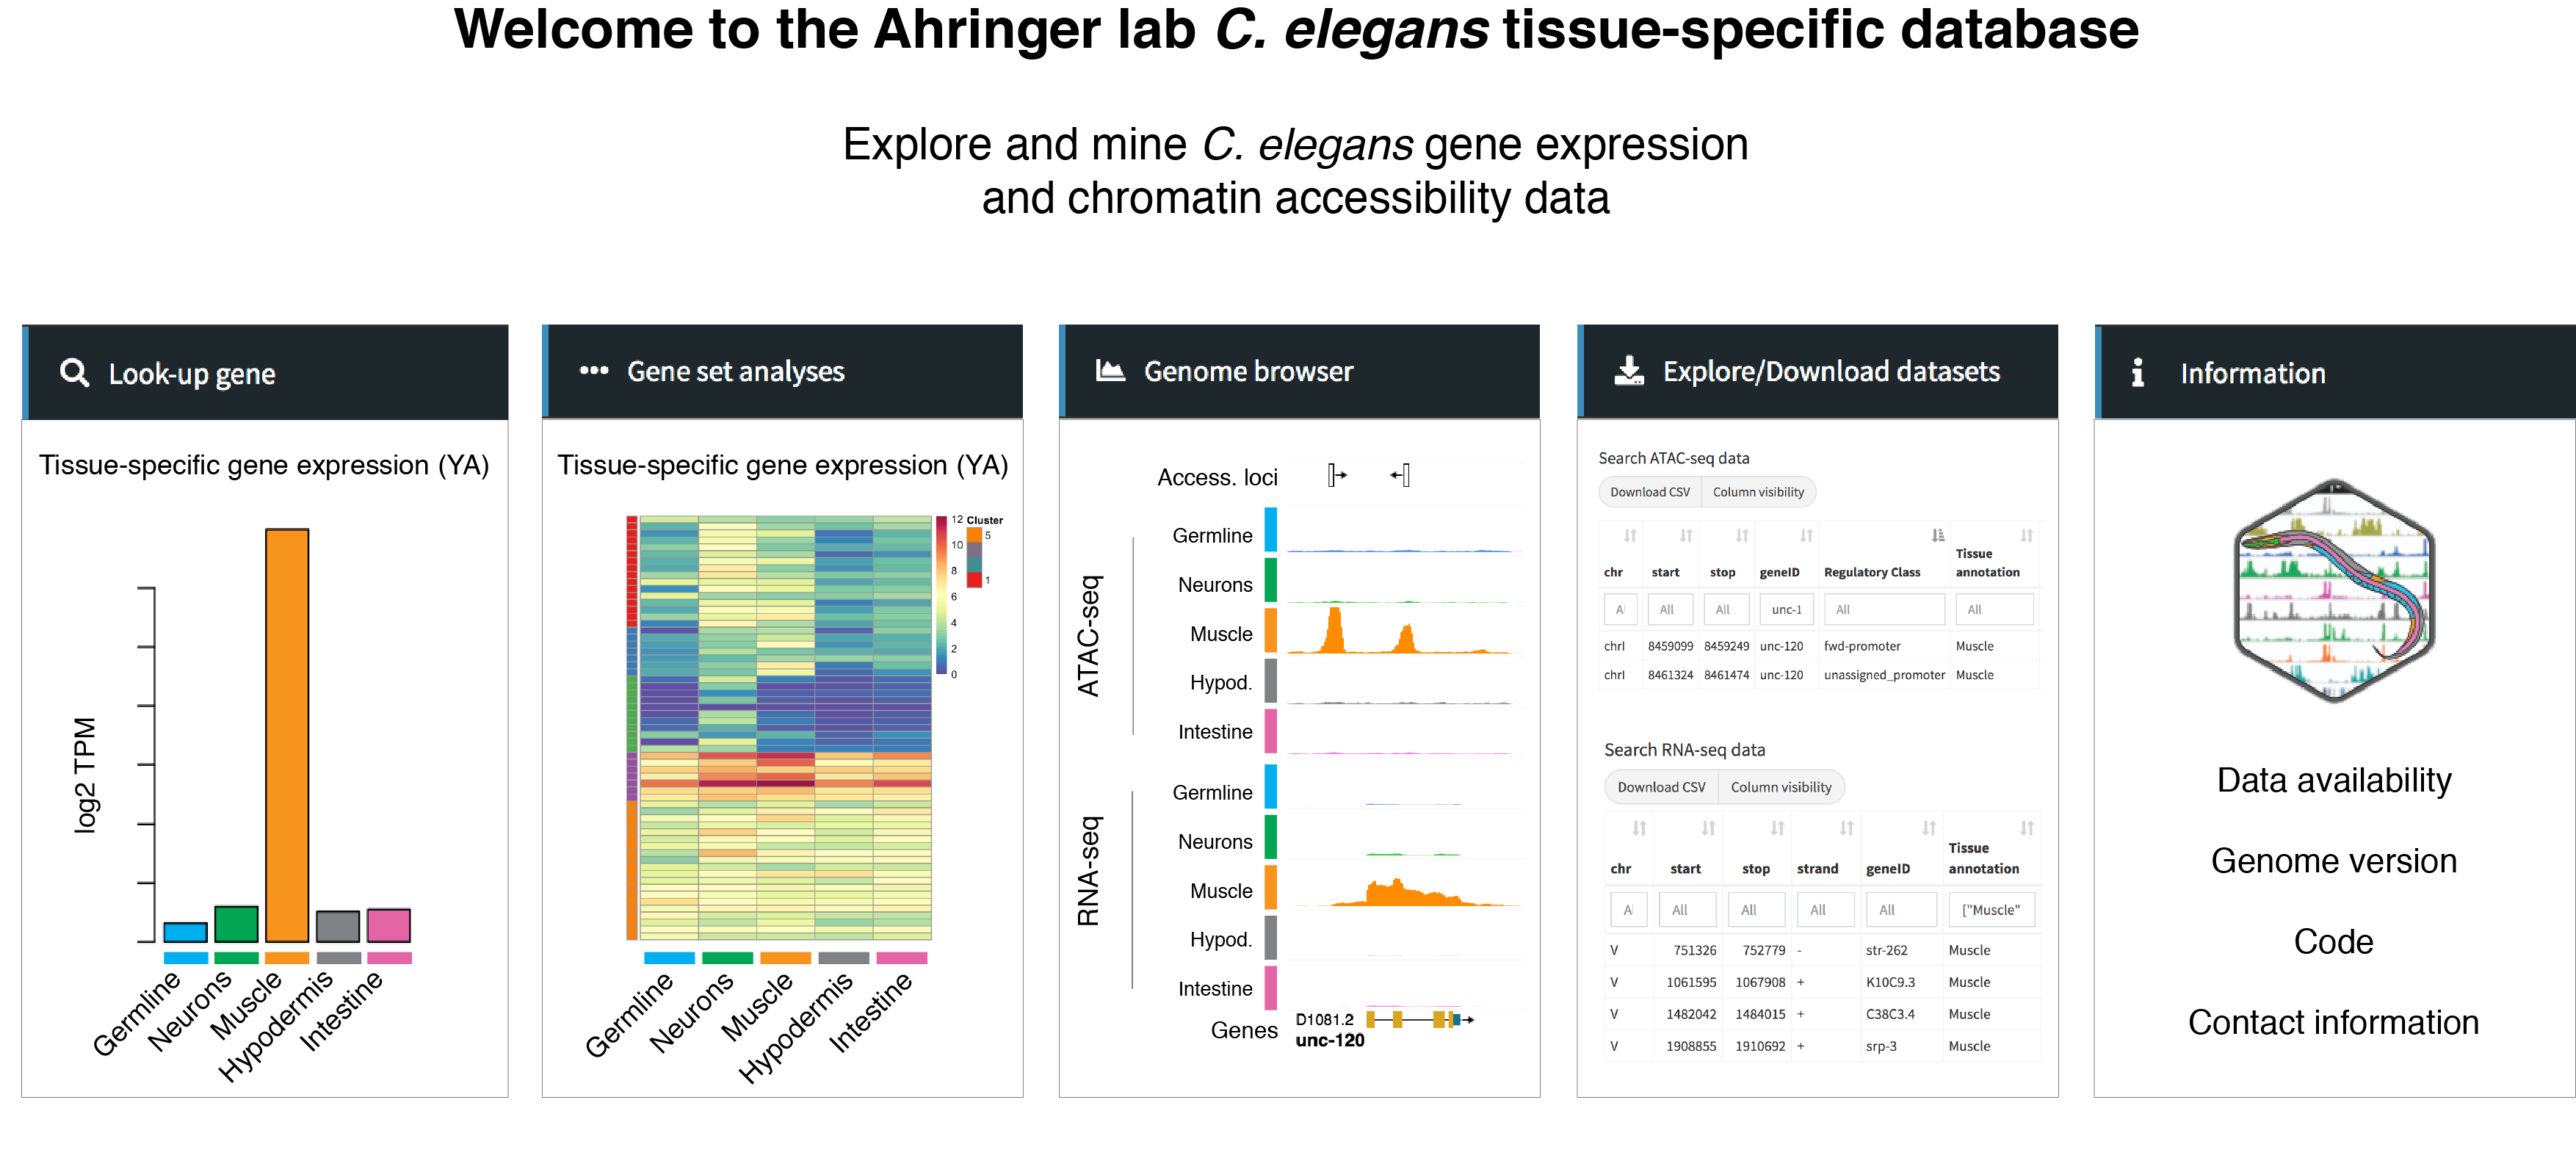 Welcome to the Ahringer lab C. elegans tissue-specific database
Explore and mine C. elegans gene expression
and chromatin accessibility data
Look-up gene
Tissue-specific gene expression (YA)
log2 TPM
Germline
Neurons
Muscle
Hypodermis
Intestine
Gene set analyses
Tissue-specific gene expression (YA)
12
10
8
6
4
2
0
Cluster
5
1
Germline
Neurons
Muscle
Hypodermis
Intestine
Genome browser
Access. loci
ATAC-seq
Germline
Neurons
Muscle
Hypod.
Intestine
RNA-seq
Germline
Neurons
Muscle
Hypod.
Intestine
Genes
D1081.2
unc-120
Explore/Download datasets
Search ATAC-seq data
Download CSV Column visibility
chr start stop geneID Regulatory Class Tissue annotation
Al All All unc-1 All All
chrI 8459099 8459249 unc-120 fwd-promoter Muscle
chrI 8461324 8461474 unc-120 unassigned_promoter Muscle
Search RNA-seq data
Download CSV Column visibility
chr start stop strand geneID Tissue annotation
Al All All All All ["Muscle"
V 751326 752779 - str-262 Muscle
V 1061595 1067908 + K10C9.3 Muscle
V 1482042 1484015 + C38C3.4 Muscle
V 1908855 1910692 + srp-3 Muscle
Information
Data availability
Genome version
Code
Contact information